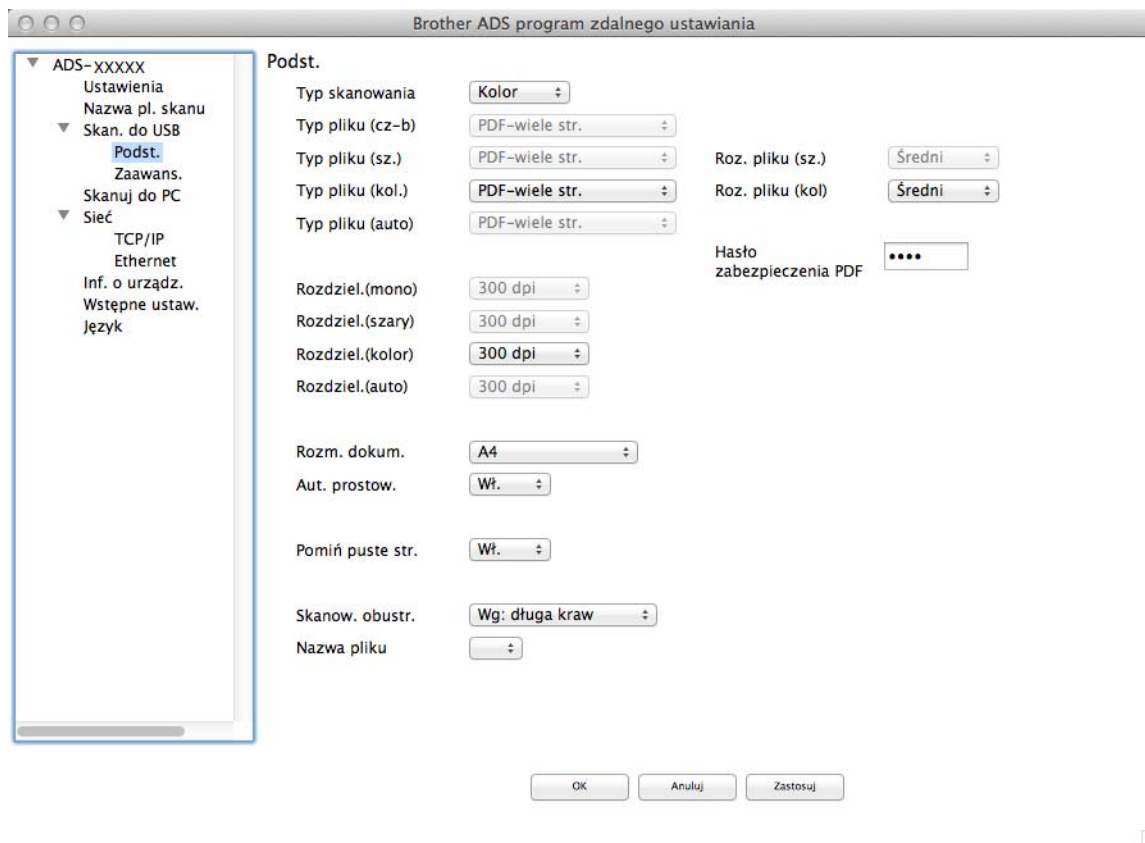 Brother ADS program zdalnego ustawiania
ADS-XXXXX
Ustawienia
Nazwa pl. skanu
Skan. do USB
Podst.
Zaawans.
Skanuj do PC
Sieć
TCP/IP
Ethernet
Inf. o urządz.
Wstępne ustaw.
Język
Podst.
Typ skanowania Kolor
Typ pliku (cz-b) PDF-wiele str.
Typ pliku (sz.) PDF-wiele str. Roz. pliku (sz.) Średni
Typ pliku (kol.) PDF-wiele str. Roz. pliku (kol) Średni
Typ pliku (auto) PDF-wiele str.
Hasło
zabezpieczenia PDF ••••
Rozdziel.(mono) 300 dpi
Rozdziel.(szary) 300 dpi
Rozdziel.(kolor) 300 dpi
Rozdziel.(auto) 300 dpi
Rozm. dokum. A4
Aut. prostow. Wł.
Pomiń puste str. Wł.
Skanow. obustr. Wg: długa kraw
Nazwa pliku
OK Anuluj Zastosuj